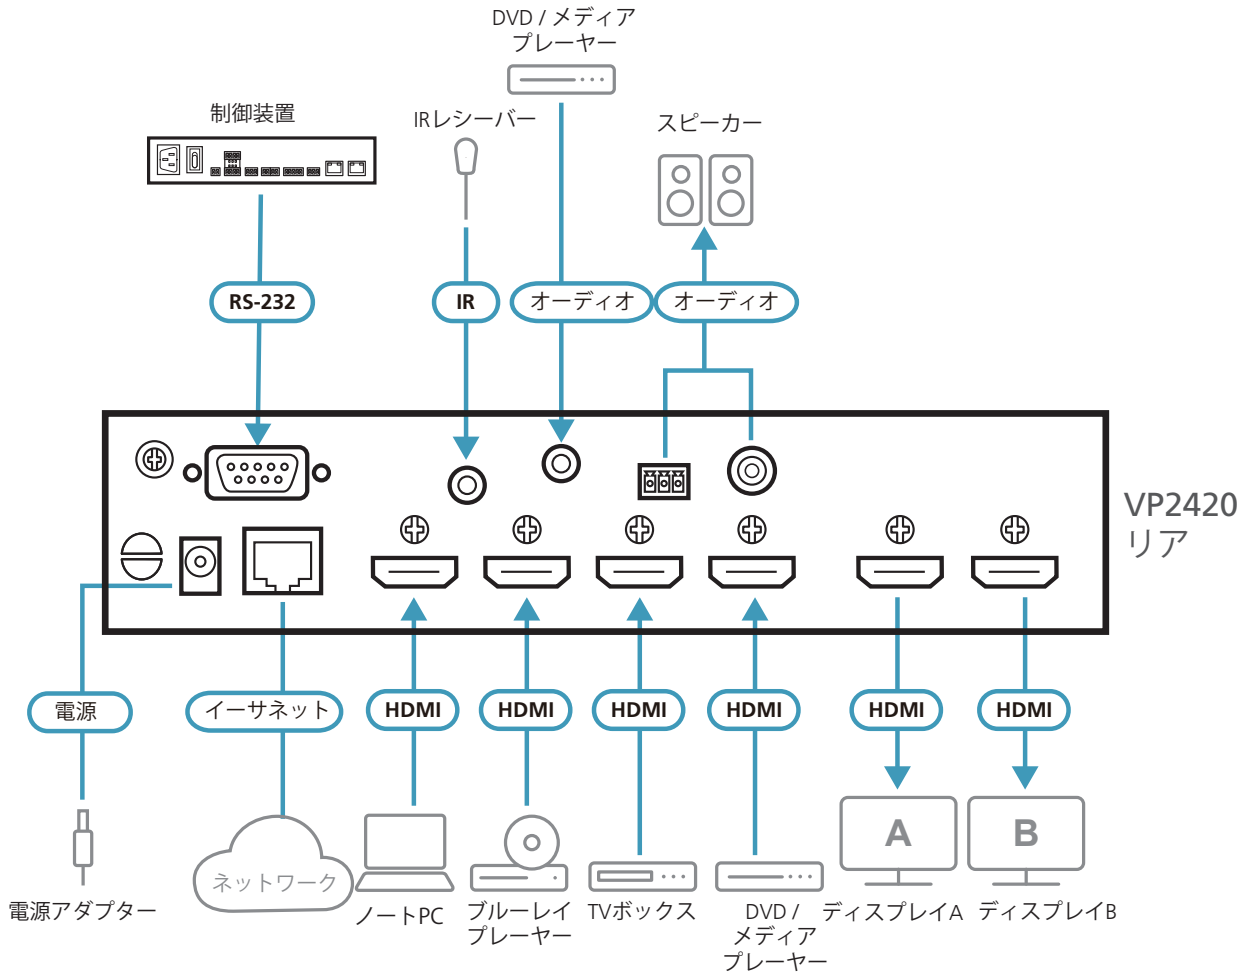 DVD / メディア
プレーヤー
制御装置
IRレシーバー
スピーカー
RS-232
IR
オーディオ
オーディオ
VP2420
リア
電源
イーサネット
HDMI
HDMI
HDMI
HDMI
HDMI
HDMI
A
B
ネットワーク
電源アダプター
ノートPC
ブルーレイ
プレーヤー
TVボックス
DVD /
メディア
プレーヤー
ディスプレイA
ディスプレイB